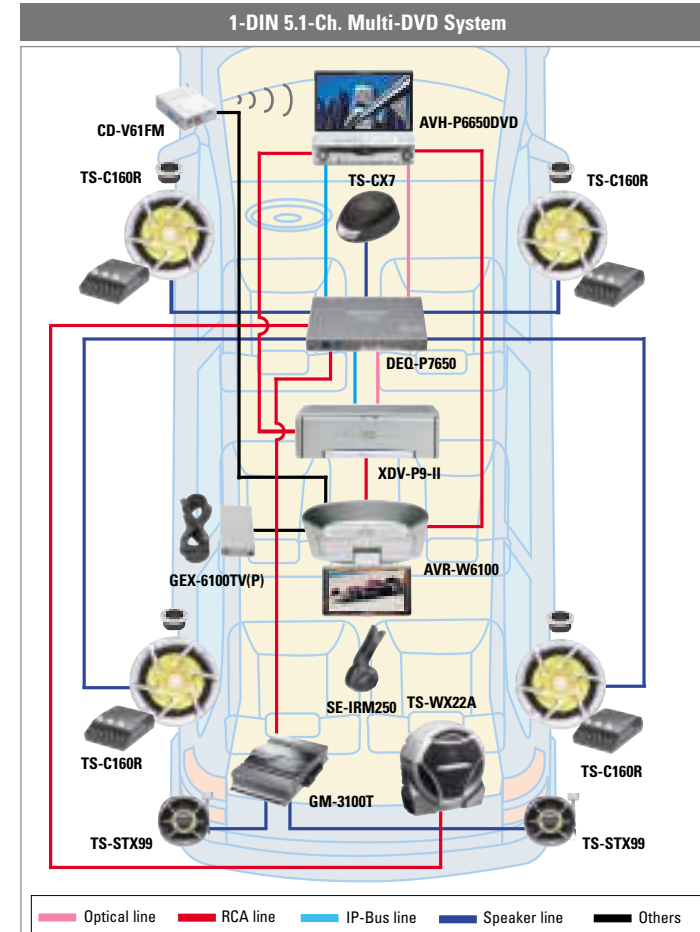 1-DIN 5.1-Ch. Multi-DVD System
CD-V61FM
AVH-P6650DVD
TS-C160R
TS-CX7
TS-C160R
DEQ-P7650
XDV-P9-II
GEX-6100TV(P)
AVR-W6100
SE-IRM250
TS-WX22A
TS-C160R
TS-C160R
GM-3100T
TS-STX99
TS-STX99
Optical line
RCA line
IP-Bus line
Speaker line
Others